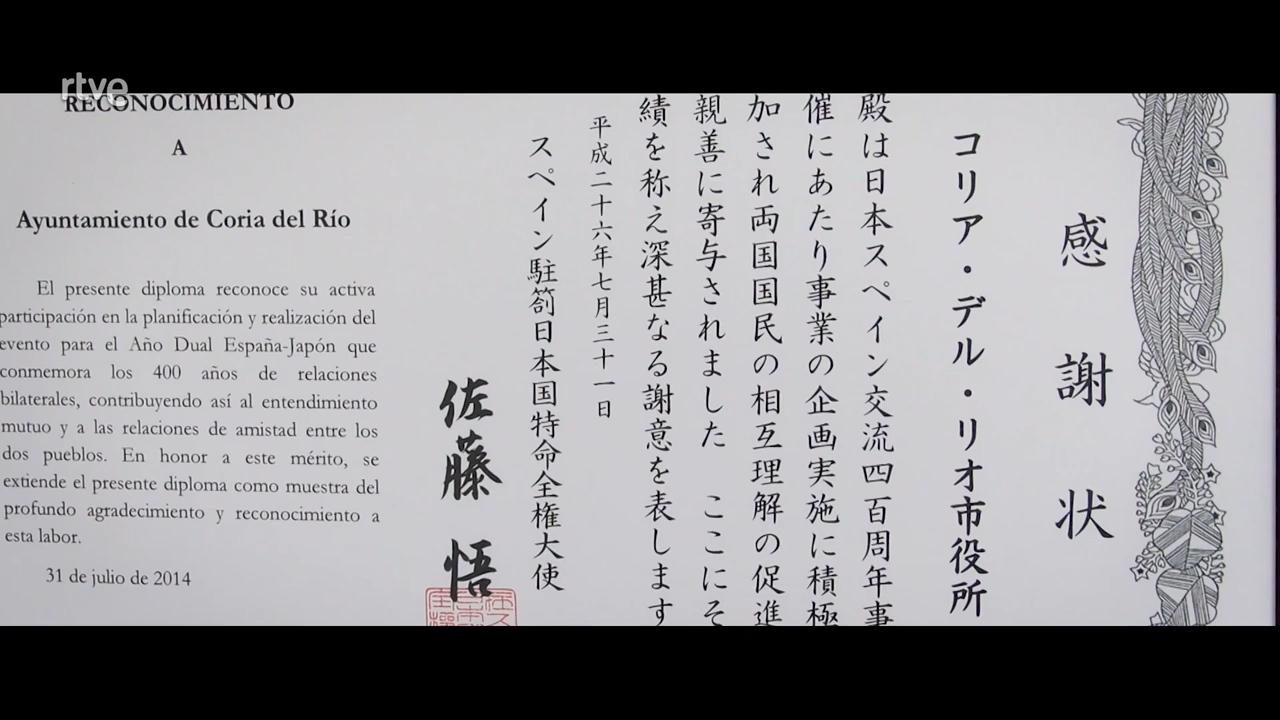 rtve
RECONOCIMIENTO
A
Ayuntamiento de Coria del Río
El presente diploma reconoce su activa
participación en la planificación y realización del
evento para el Año Dual España-Japón que
conmemora los 400 años de relaciones
bilaterales, contribuyendo así al entendimiento
mutuo y a las relaciones de amistad entre los
dos pueblos. En honor a este mérito, se
extiende el presente diploma como muestra del
profundo agradecimiento y reconocimiento a
esta labor.
31 de julio de 2014
感謝状
コリア・デル・リオ市役所
殿は日本スペイン交流四百周年事
催にあたり事業の企画実施に積極
加され両国国民の相互理解の促進
親善に寄与されました ここにそ
績を称え深甚なる謝意を表します
平成二十六年七月三十一日
スペイン駐箚日本国特命全権大使
佐藤 悟